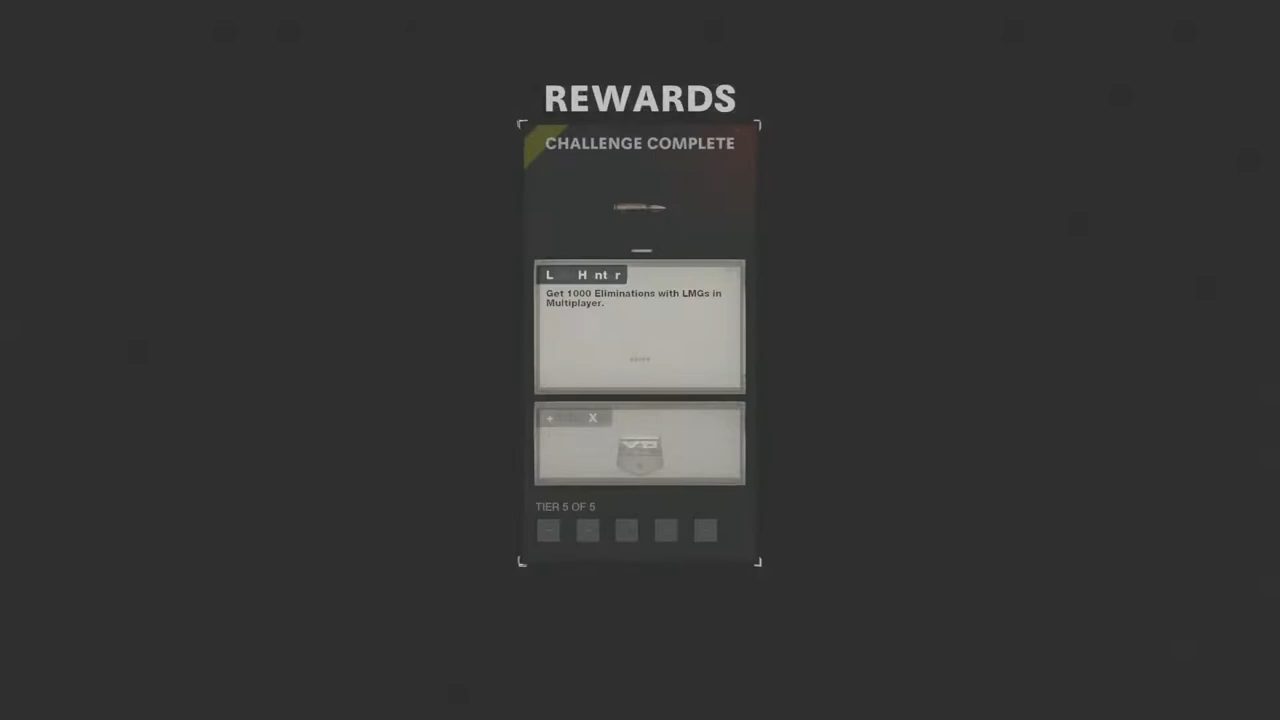 REWARDS
CHALLENGE COMPLETE
Get 1000 Eliminations with LMGs in
Multiplayer.
TIER 5 OF 5